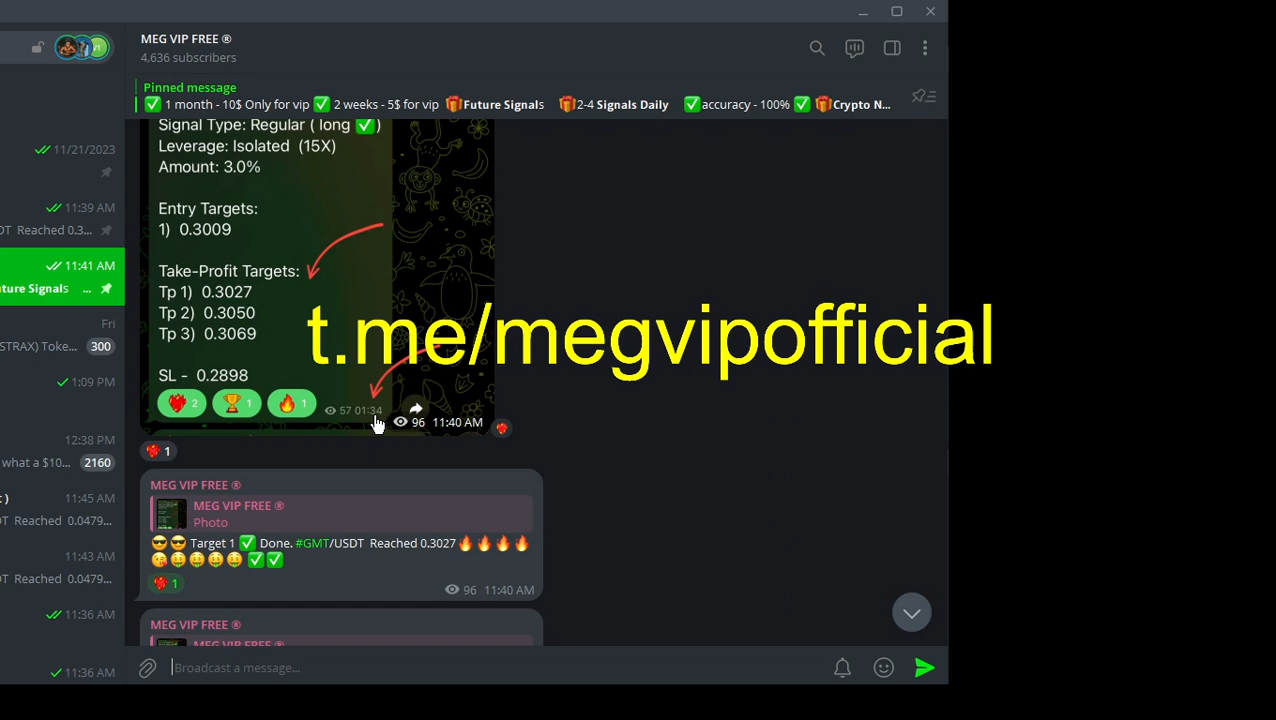 MEG VIP FREE ®
4,636 subscribers
Pinned message
✅ 1 month - 10$ Only for vip ✅ 2 weeks - 5$ for vip 🎁Future Signals 🎁2-4 Signals Daily ✅accuracy - 100% ✅ 🎁Crypto N...
11/21/2023
11:39 AM
DT Reached 0.3...
11:41 AM
Future Signals ...
Fri
STRAX) Toke... 300
1:09 PM
12:38 PM
what a $10... 2160
11:45 AM
DT Reached 0.0479...
11:43 AM
DT Reached 0.0479...
11:36 AM
11:36 AM
Signal Type: Regular ( long ✅)
Leverage: Isolated (15X)
Amount: 3.0%
Entry Targets:
1) 0.3009
Take-Profit Targets:
Tp 1) 0.3027
Tp 2) 0.3050
Tp 3) 0.3069
SL - 0.2898
❤️‍🔥 2 🏆 1 🔥 1 57 01:34
96 11:40 AM
❤️‍🔥 1
t.me/megvipofficial
MEG VIP FREE ®
MEG VIP FREE ®
Photo
😎😎 Target 1 ✅ Done. #GMT/USDT Reached 0.3027🔥🔥🔥🔥
😘🤑🤑🤑🤑 ✅✅
❤️‍🔥 1
96 11:40 AM
MEG VIP FREE ®
MEG VIP FREE ®
Broadcast a message...